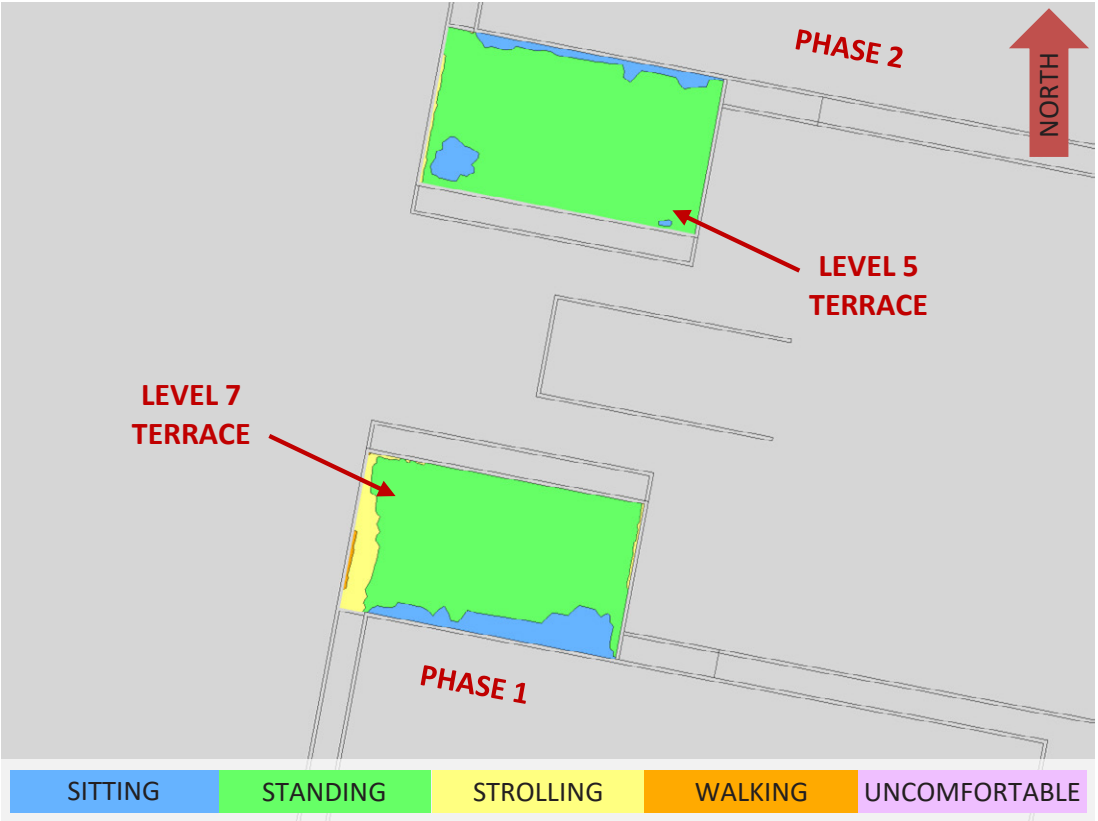 PHASE 2
NORTH
LEVEL 5
TERRACE
LEVEL 7
TERRACE
PHASE 1
SITTING
STANDING
STROLLING
WALKING
UNCOMFORTABLE